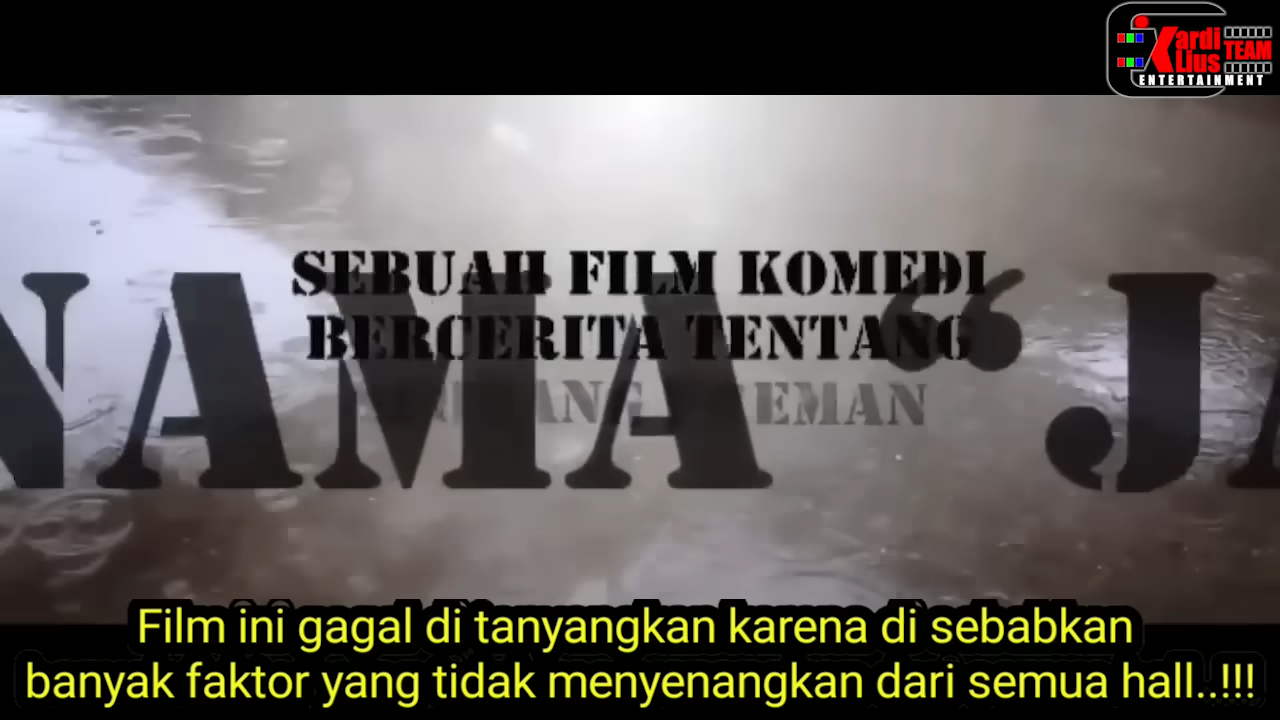 Kardi
Lius
TEAM
ENTERTAINMENT
SEBUAH FILM KOMEDI
BERCERITA TENTANG
NAMA “JA
Film ini gagal di tanyangkan karena di sebabkan
banyak faktor yang tidak menyenangkan dari semua hall..!!!